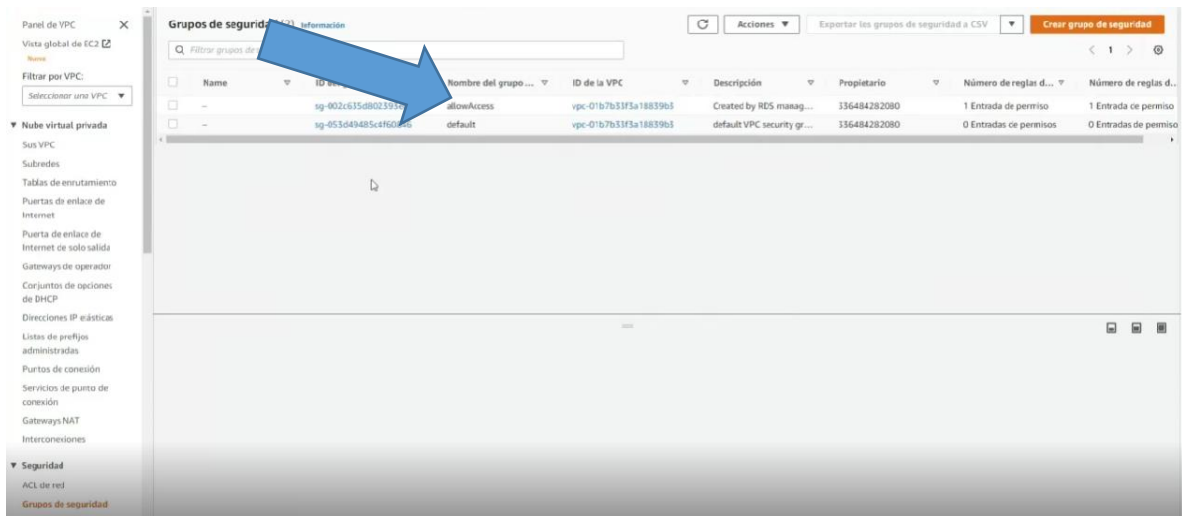 Panel de VPC
Vista global de EC2
Nuevo
Filtrar por VPC:
Seleccionar una VPC
Nube virtual privada
Sus VPC
Subredes
Tablas de enrutamiento
Puertas de enlace de
Internet
Puerta de enlace de
Internet de solo salida
Gateways de operador
Conjuntos de opciones
de DHCP
Direcciones IP elásticas
Listas de prefijos
administradas
Puntos de conexión
Servicios de punto de
conexión
Gateways NAT
Interconexiones
Seguridad
ACL de red
Grupos de seguridad
Grupos de segurida Información
Acciones
Exportar los grupos de seguridad a CSV
Crear grupo de seguridad
Filtrar grupos de
1
Name ID Nombre del grupo ... ID de la VPC Descripción Propietario Número de reglas d... Número de reglas d...
– allowAccess vpc-01b7b33f3a18839b3 Created by RDS manag... 336484282080 1 Entrada de permiso 1 Entrada de permiso
– default vpc-01b7b33f3a18839b3 default VPC security gr... 336484282080 0 Entradas de permisos 0 Entradas de permiso